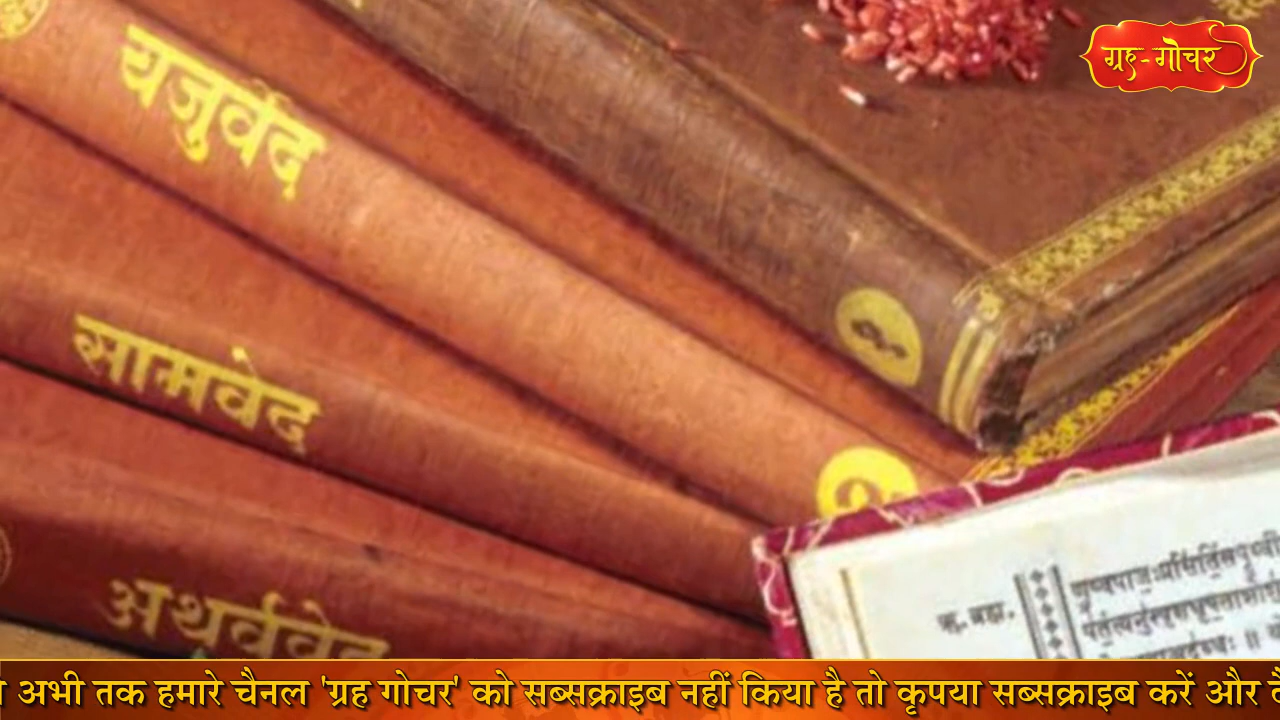 ग्रह-गोचर
यजुर्वेद
सामवेद
अथर्ववेद
ऋ. ब्रह्म.
अभी तक हमारे चैनल 'ग्रह गोचर' को सब्सक्राइब नहीं किया है तो कृपया सब्सक्राइब करें और